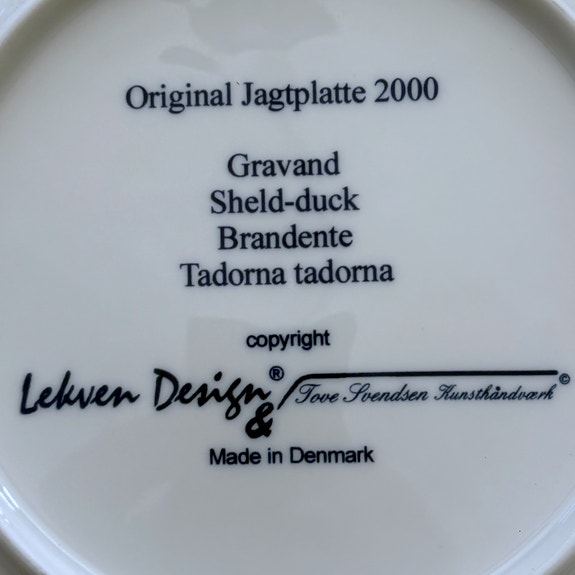 Original Jagtplatte 2000
Gravand
Sheld-duck
Brandente
Tadorna tadorna
copyright
Lekven Design® & Tove Svendsen Kunsthåndværk©
Made in Denmark